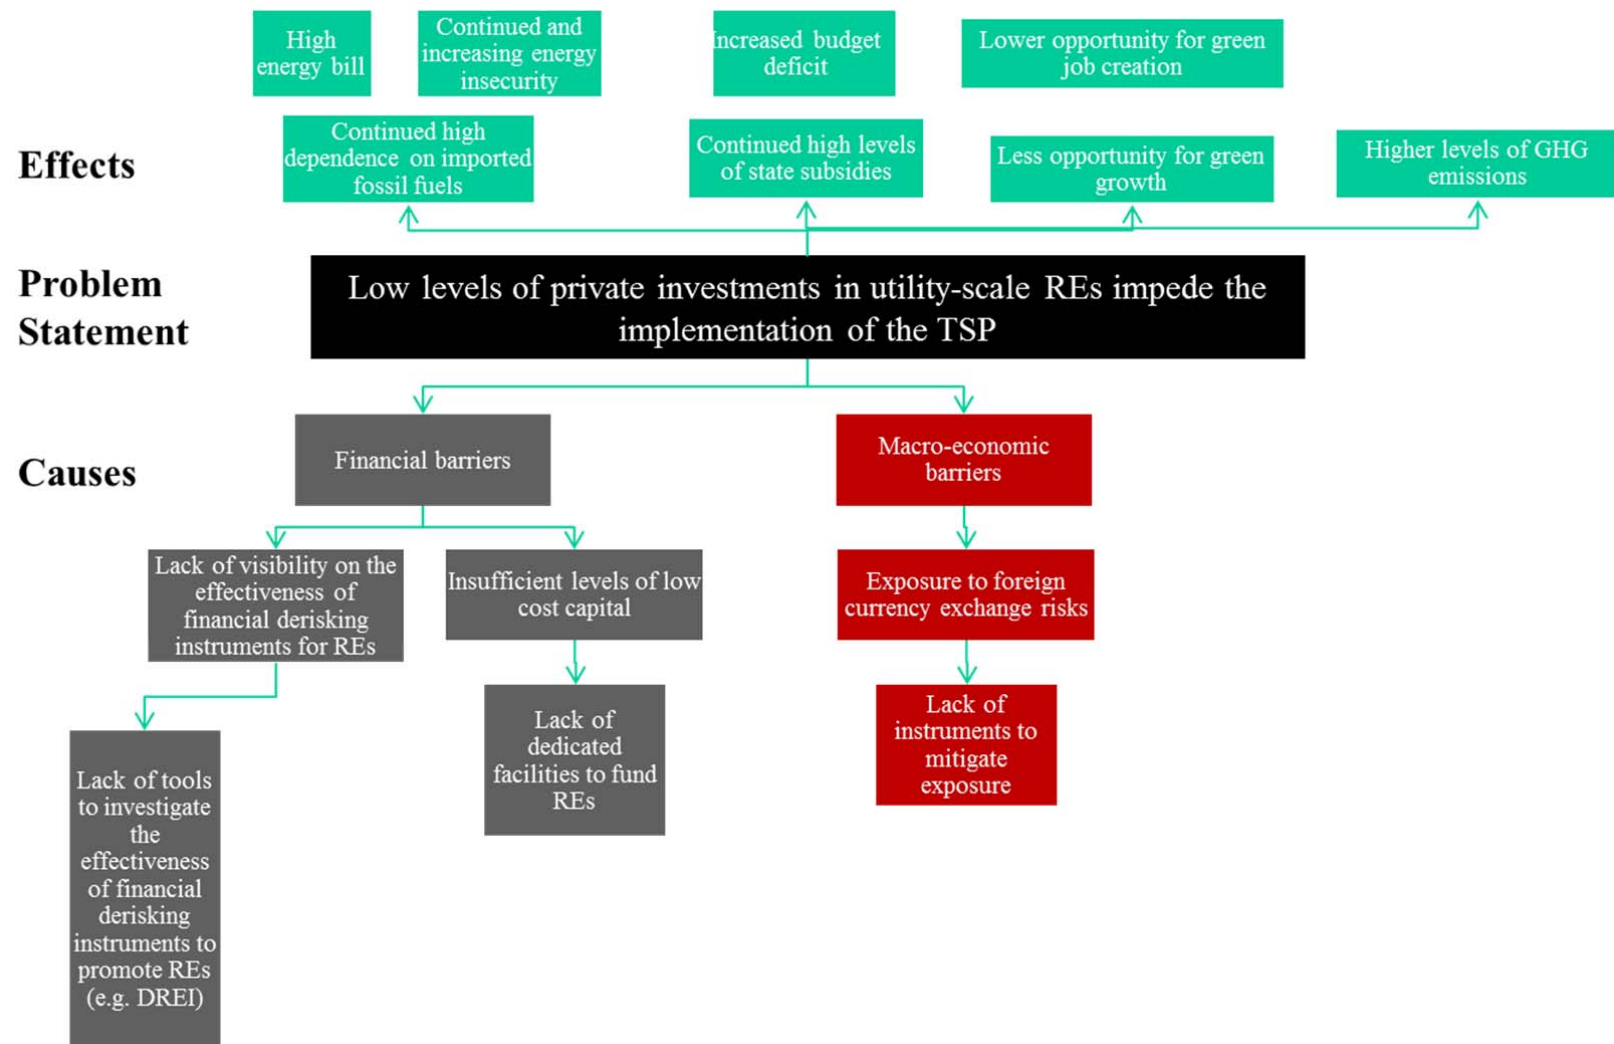 High
energy bill
Continued and
increasing energy
insecurity
Increased budget
deficit
Lower opportunity for green
job creation
Effects
Continued high
dependence on imported
fossil fuels
Continued high levels
of state subsidies
Less opportunity for green
growth
Higher levels of GHG
emissions
Problem
Statement
Low levels of private investments in utility-scale REs impede the
implementation of the TSP
Causes
Financial barriers
Macro-economic
barriers
Lack of visibility on the
effectiveness of
financial derisking
instruments for REs
Insufficient levels of low
cost capital
Exposure to foreign
currency exchange risks
Lack of tools
to investigate
the
effectiveness
of financial
derisking
instruments to
promote REs
(e.g. DREI)
Lack of
dedicated
facilities to fund
REs
Lack of
instruments to
mitigate
exposure